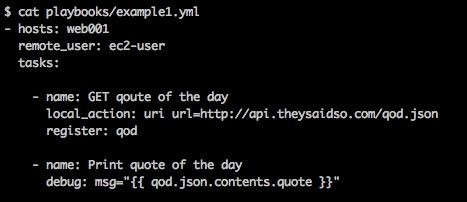 $ cat playbooks/example1.yml
- hosts: web001
  remote_user: ec2-user
  tasks:

    - name: GET qoute of the day
      local_action: uri url=http://api.theysaidso.com/qod.json
      register: qod

    - name: Print quote of the day
      debug: msg="{{ qod.json.contents.quote }}"